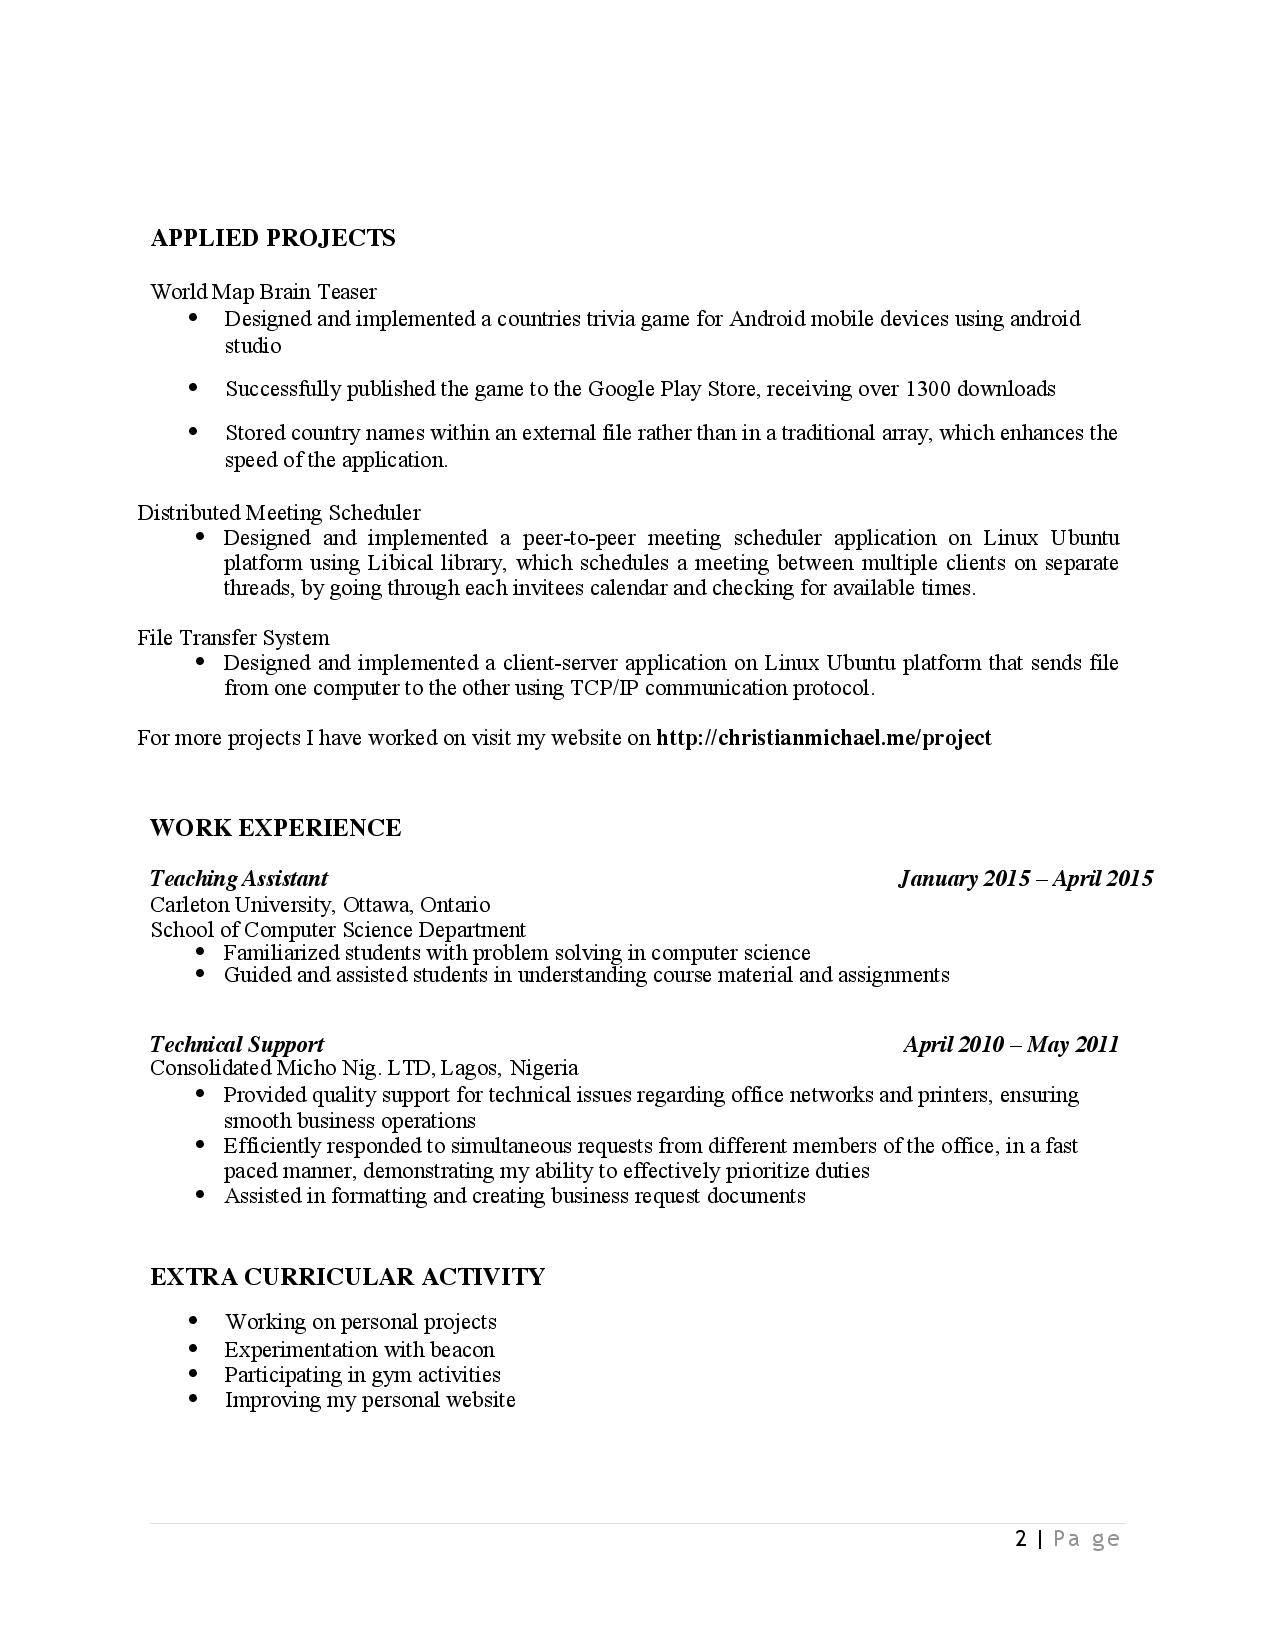 APPLIED PROJECTS
World Map Brain Teaser
• Designed and implemented a countries trivia game for Android mobile devices using android
studio
• Successfully published the game to the Google Play Store, receiving over 1300 downloads
• Stored country names within an external file rather than in a traditional array, which enhances the
speed of the application.
Distributed Meeting Scheduler
• Designed and implemented a peer-to-peer meeting scheduler application on Linux Ubuntu
platform using Libical library, which schedules a meeting between multiple clients on separate
threads, by going through each invitees calendar and checking for available times.
File Transfer System
• Designed and implemented a client-server application on Linux Ubuntu platform that sends file
from one computer to the other using TCP/IP communication protocol.
For more projects I have worked on visit my website on http://christianmichael.me/project
WORK EXPERIENCE
Teaching Assistant January 2015 – April 2015
Carleton University, Ottawa, Ontario
School of Computer Science Department
• Familiarized students with problem solving in computer science
• Guided and assisted students in understanding course material and assignments
Technical Support April 2010 – May 2011
Consolidated Micho Nig. LTD, Lagos, Nigeria
• Provided quality support for technical issues regarding office networks and printers, ensuring
smooth business operations
• Efficiently responded to simultaneous requests from different members of the office, in a fast
paced manner, demonstrating my ability to effectively prioritize duties
• Assisted in formatting and creating business request documents
EXTRA CURRICULAR ACTIVITY
• Working on personal projects
• Experimentation with beacon
• Participating in gym activities
• Improving my personal website
2 | Pa ge